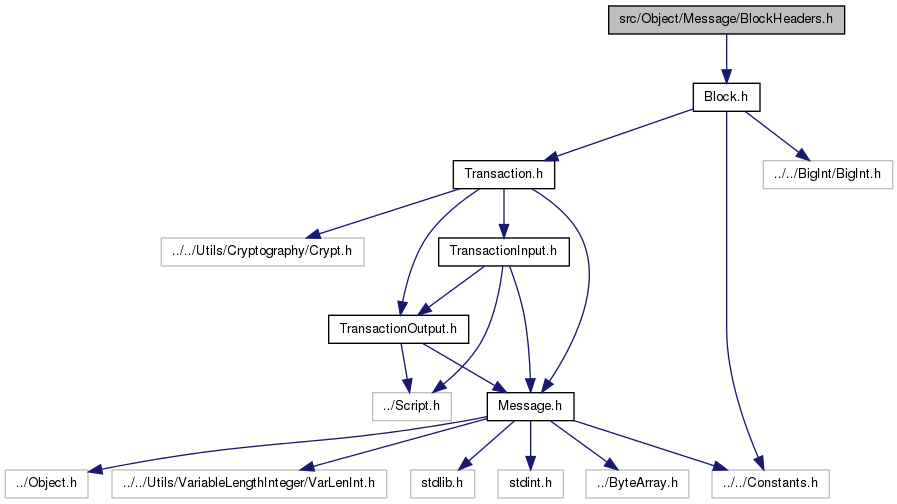 src/Object/Message/BlockHeaders.h
Block.h
Transaction.h
../../BigInt/BigInt.h
../../Utils/Cryptography/Crypt.h
TransactionInput.h
TransactionOutput.h
../Script.h
Message.h
../Object.h
../../Utils/VariableLengthInteger/VarLenInt.h
stdlib.h
stdint.h
../ByteArray.h
../../Constants.h